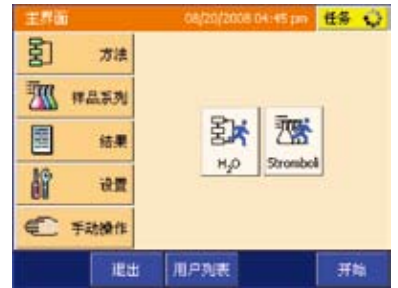 主界面 08/20/2008 04:45 pm 任务
方法
样品系列
结果
设置
手动操作
H₂O Stromboli
退出 用户列表 开始